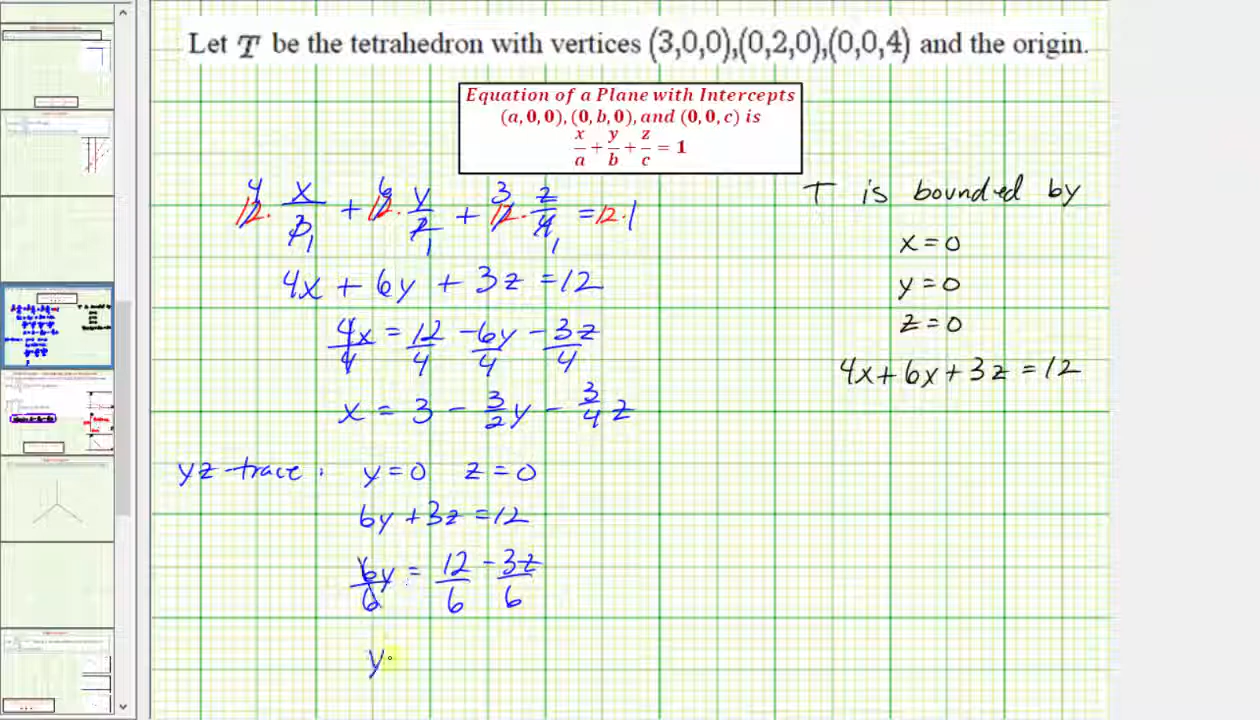 Let T be the tetrahedron with vertices (3,0,0),(0,2,0),(0,0,4) and the origin.
Equation of a Plane with Intercepts
(a, 0, 0), (0, b, 0), and (0, 0, c) is
x/a + y/b + z/c = 1
4 6 3
12 · x/3 + 12 · y/2 + 12 · z/4 = 12 · 1
1 1 1
4x + 6y + 3z = 12
4x/4 = 12/4 - 6y/4 - 3z/4
x = 3 - 3/2 y - 3/4 z
yz-trace: y = 0 z = 0
6y + 3z = 12
6y/6 = 12/6 - 3z/6
y
T is bounded by
x = 0
y = 0
z = 0
4x + 6x + 3z = 12